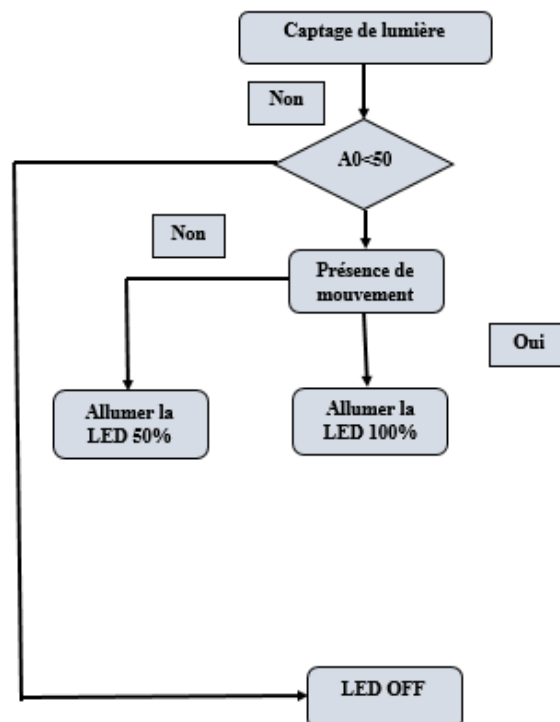 Captage de lumière
Non
A0<50
Non
Présence de
mouvement
Oui
Allumer la
LED 50%
Allumer la
LED 100%
LED OFF